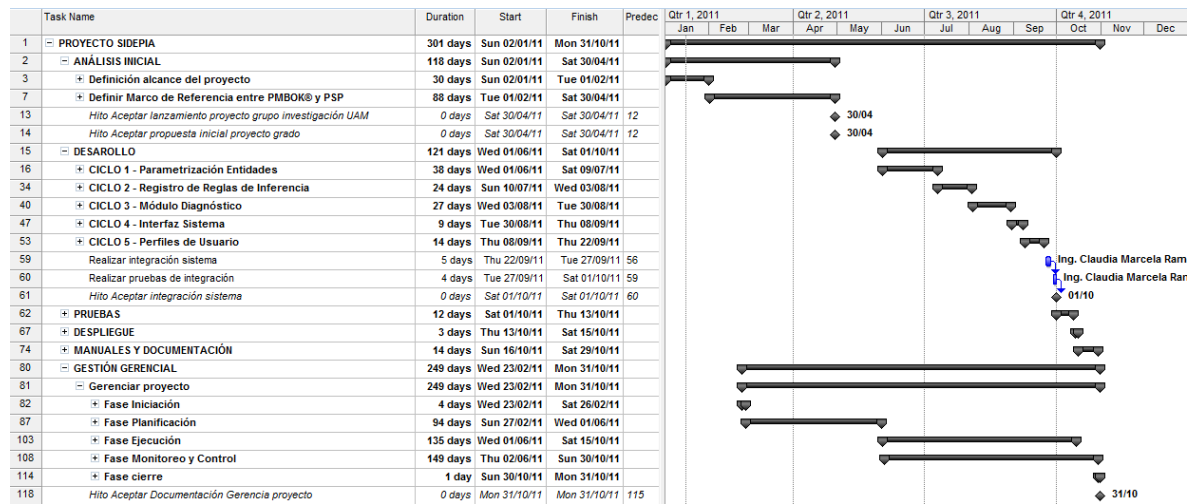 Task Name Duration Start Finish Predec Qtr 1, 2011 Qtr 2, 2011 Qtr 3, 2011 Qtr 4, 2011
Jan Feb Mar Apr May Jun Jul Aug Sep Oct Nov Dec
1 PROYECTO SIDEPIA 301 days Sun 02/01/11 Mon 31/10/11
2 ANÁLISIS INICIAL 118 days Sun 02/01/11 Sat 30/04/11
3 Definición alcance del proyecto 30 days Sun 02/01/11 Tue 01/02/11
7 Definir Marco de Referencia entre PMBOK® y PSP 88 days Tue 01/02/11 Sat 30/04/11
13 Hito Aceptar lanzamiento proyecto grupo investigación UAM 0 days Sat 30/04/11 Sat 30/04/11 12 30/04
14 Hito Aceptar propuesta inicial proyecto grado 0 days Sat 30/04/11 Sat 30/04/11 12 30/04
15 DESAROLLO 121 days Wed 01/06/11 Sat 01/10/11
16 CICLO 1 - Parametrización Entidades 38 days Wed 01/06/11 Sat 09/07/11
34 CICLO 2 - Registro de Reglas de Inferencia 24 days Sun 10/07/11 Wed 03/08/11
40 CICLO 3 - Módulo Diagnóstico 27 days Wed 03/08/11 Tue 30/08/11
47 CICLO 4 - Interfaz Sistema 9 days Tue 30/08/11 Thu 08/09/11
53 CICLO 5 - Perfiles de Usuario 14 days Thu 08/09/11 Thu 22/09/11
59 Realizar integración sistema 5 days Thu 22/09/11 Tue 27/09/11 56 Ing. Claudia Marcela Ram
60 Realizar pruebas de integración 4 days Tue 27/09/11 Sat 01/10/11 59 Ing. Claudia Marcela Ran
61 Hito Aceptar integración sistema 0 days Sat 01/10/11 Sat 01/10/11 60 01/10
62 PRUEBAS 12 days Sat 01/10/11 Thu 13/10/11
67 DESPLIEGUE 3 days Thu 13/10/11 Sat 15/10/11
74 MANUALES Y DOCUMENTACIÓN 14 days Sun 16/10/11 Sat 29/10/11
80 GESTIÓN GERENCIAL 249 days Wed 23/02/11 Mon 31/10/11
81 Gerenciar proyecto 249 days Wed 23/02/11 Mon 31/10/11
82 Fase Iniciación 4 days Wed 23/02/11 Sat 26/02/11
87 Fase Planificación 94 days Sun 27/02/11 Wed 01/06/11
103 Fase Ejecución 135 days Wed 01/06/11 Sat 15/10/11
108 Fase Monitoreo y Control 149 days Thu 02/06/11 Sun 30/10/11
114 Fase cierre 1 day Sun 30/10/11 Mon 31/10/11
118 Hito Aceptar Documentación Gerencia proyecto 0 days Mon 31/10/11 Mon 31/10/11 115 31/10